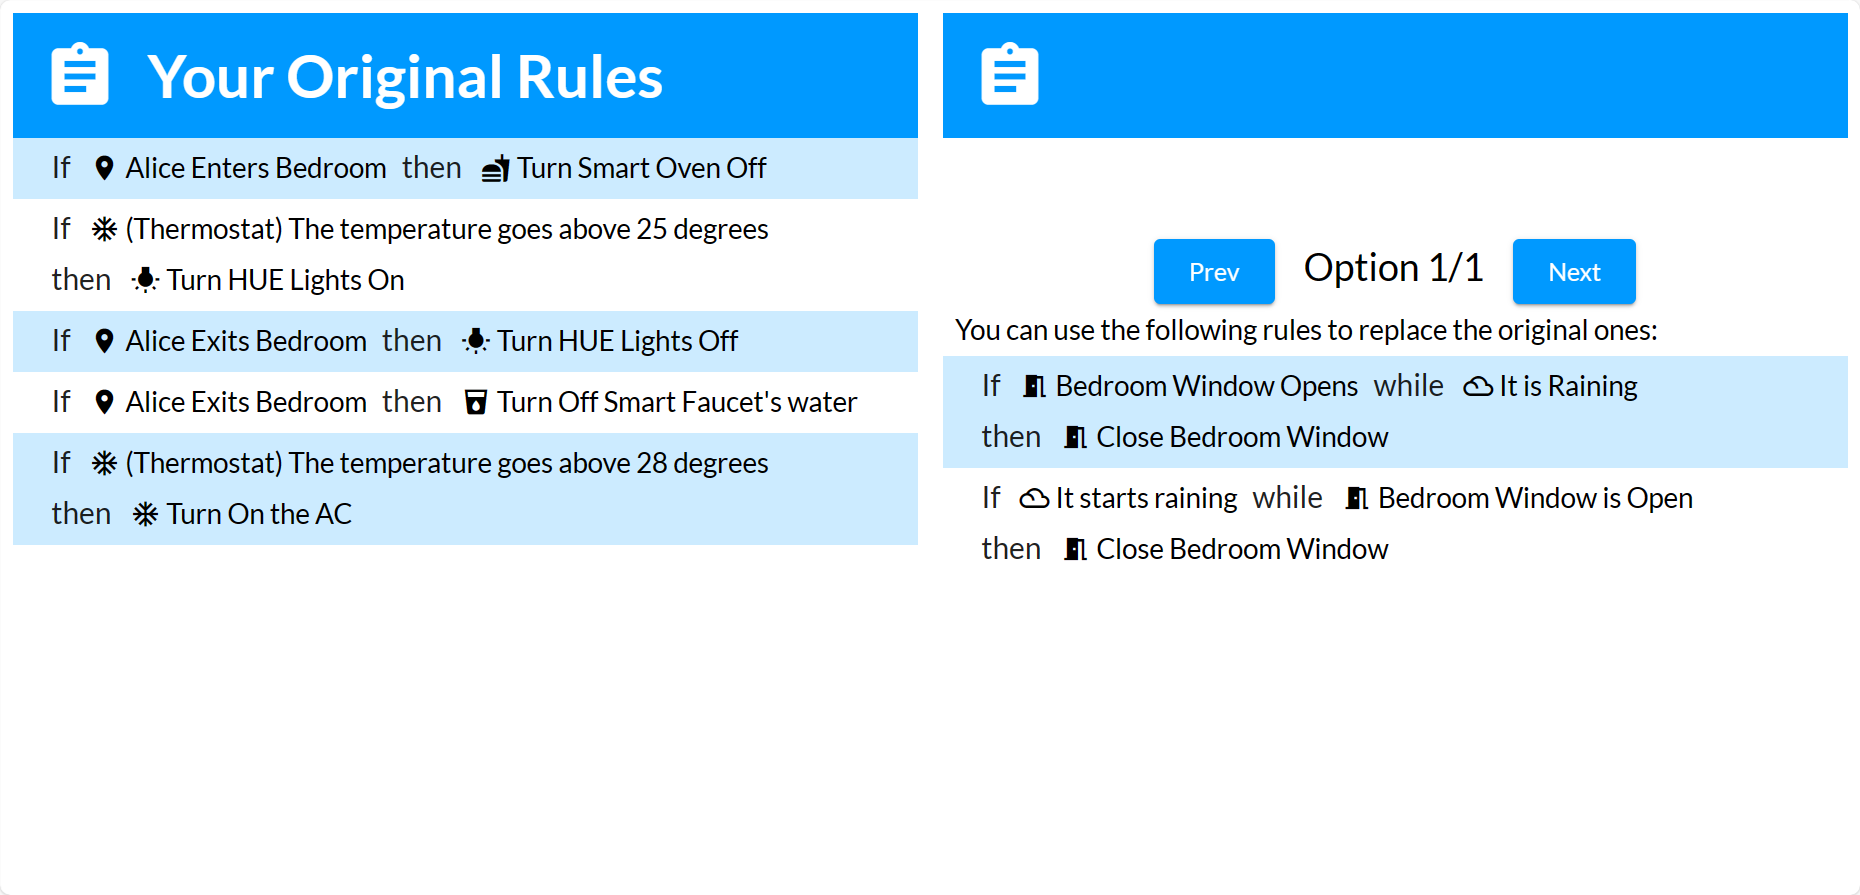 Your Original Rules
If Alice Enters Bedroom then Turn Smart Oven Off
If (Thermostat) The temperature goes above 25 degrees
then Turn HUE Lights On
If Alice Exits Bedroom then Turn HUE Lights Off
If Alice Exits Bedroom then Turn Off Smart Faucet's water
If (Thermostat) The temperature goes above 28 degrees
then Turn On the AC
Prev Option 1/1 Next
You can use the following rules to replace the original ones:
If Bedroom Window Opens while It is Raining
then Close Bedroom Window
If It starts raining while Bedroom Window is Open
then Close Bedroom Window